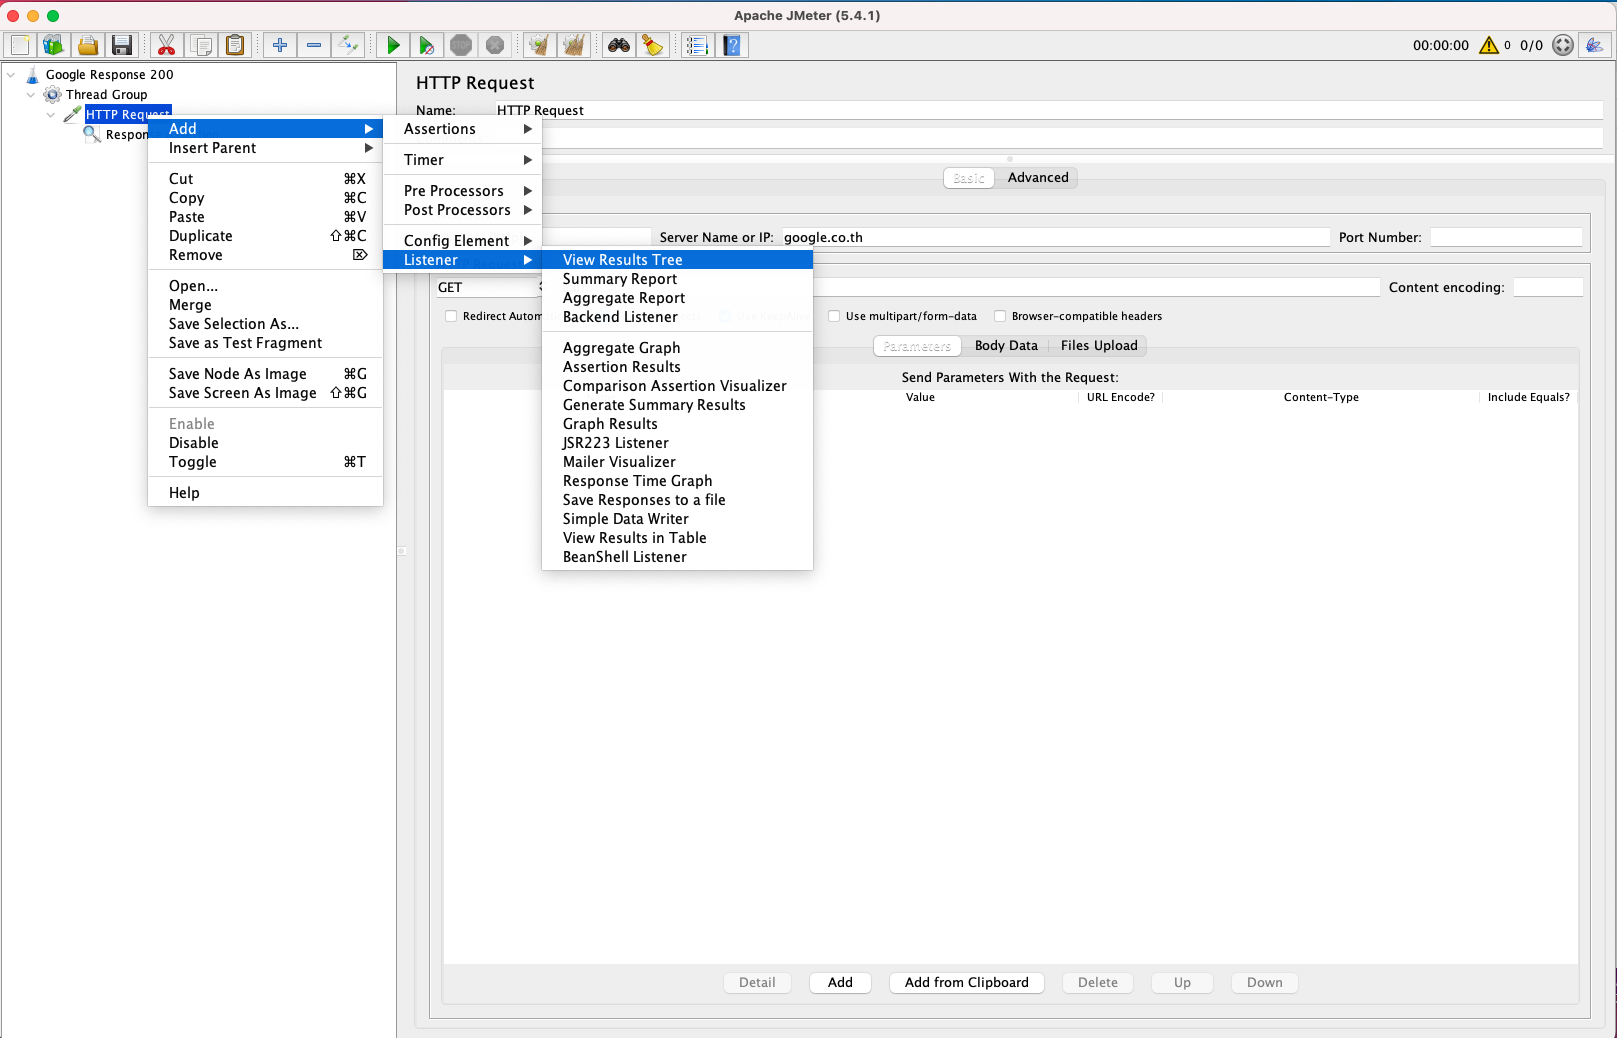 Apache JMeter (5.4.1)
STOP
00:00:00 0 0/0
Google Response 200
Thread Group
HTTP Request
Respon
Add
Insert Parent
Cut ⌘X
Copy ⌘C
Paste ⌘V
Duplicate ⇧⌘C
Remove ⌦
Open...
Merge
Save Selection As...
Save as Test Fragment
Save Node As Image ⌘G
Save Screen As Image ⇧⌘G
Enable
Disable
Toggle ⌘T
Help
Assertions
Timer
Pre Processors
Post Processors
Config Element
Listener
View Results Tree
Summary Report
Aggregate Report
Backend Listener
Aggregate Graph
Assertion Results
Comparison Assertion Visualizer
Generate Summary Results
Graph Results
JSR223 Listener
Mailer Visualizer
Response Time Graph
Save Responses to a file
Simple Data Writer
View Results in Table
BeanShell Listener
HTTP Request
Name: HTTP Request
Basic Advanced
Server Name or IP: google.co.th Port Number:
GET Content encoding:
Redirect Autom Use multipart/form-data Browser-compatible headers
Parameters Body Data Files Upload
Send Parameters With the Request:
Value URL Encode? Content-Type Include Equals?
Detail Add Add from Clipboard Delete Up Down